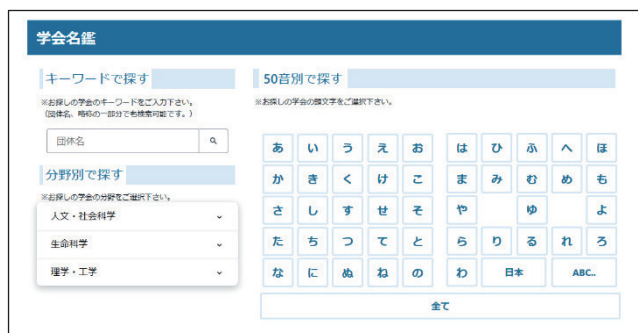 学会名鑑
キーワードで探す
※お探しの学会のキーワードをご入力下さい。
(団体名、略称の一部分でも検索可能です。)
団体名
分野別で探す
※お探しの学会の分野をご選択下さい。
人文・社会科学
生命科学
理学・工学
50音別で探す
※お探しの学会の頭文字をご選択下さい。
あ い う え お は ひ ふ へ ほ
か き く け こ ま み む め も
さ し す せ そ や ゆ よ
た ち つ て と ら り る れ ろ
な に ぬ ね の わ 日本 ABC..
全て